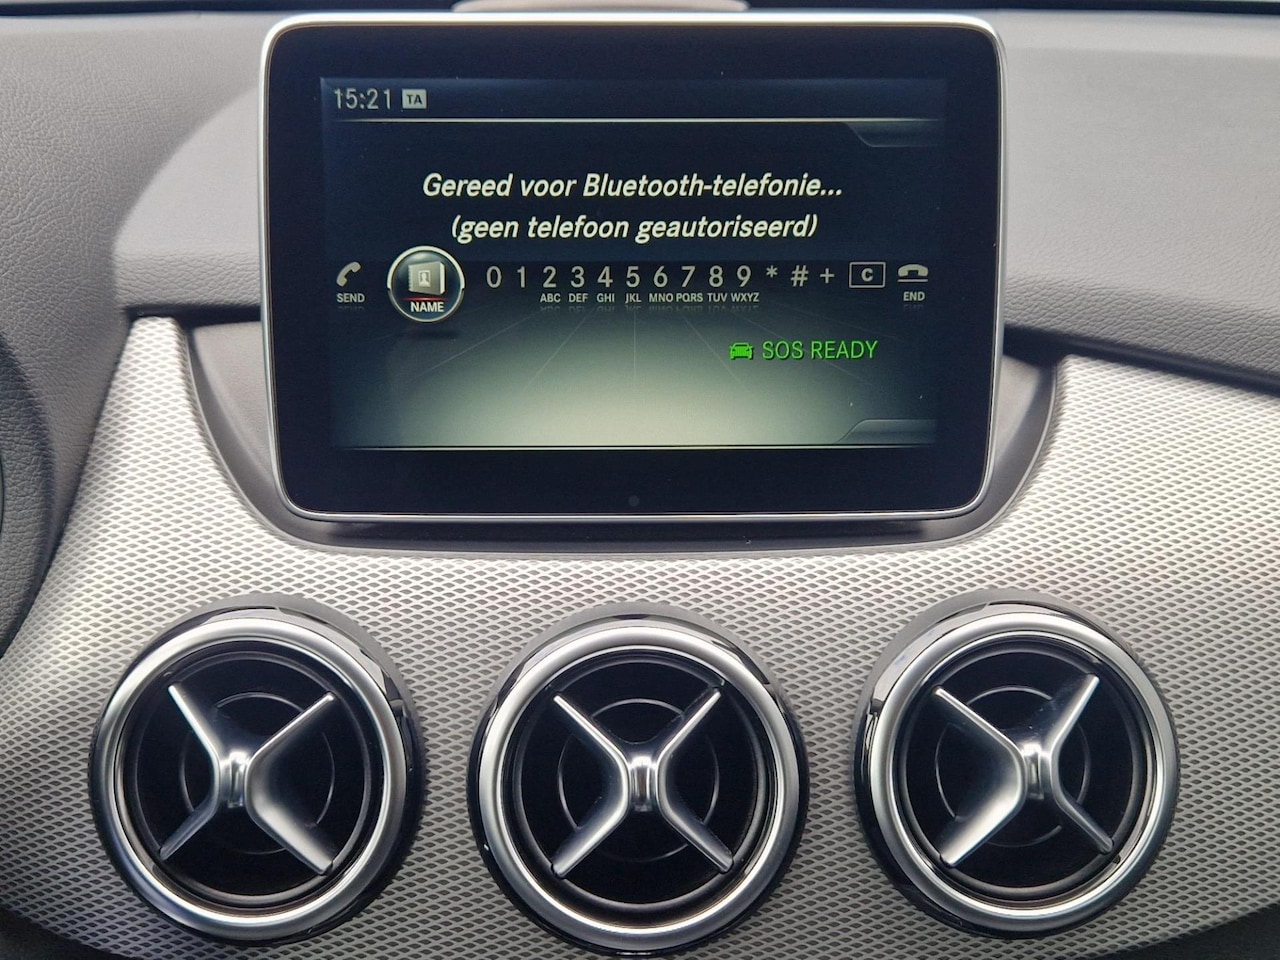 15:21 TA
Gereed voor Bluetooth-telefonie...
(geen telefoon geautoriseerd)
0 1 2 3 4 5 6 7 8 9 * # + C
SEND NAME ABC DEF GHI JKL MNO PQRS TUV WXYZ END
SOS READY